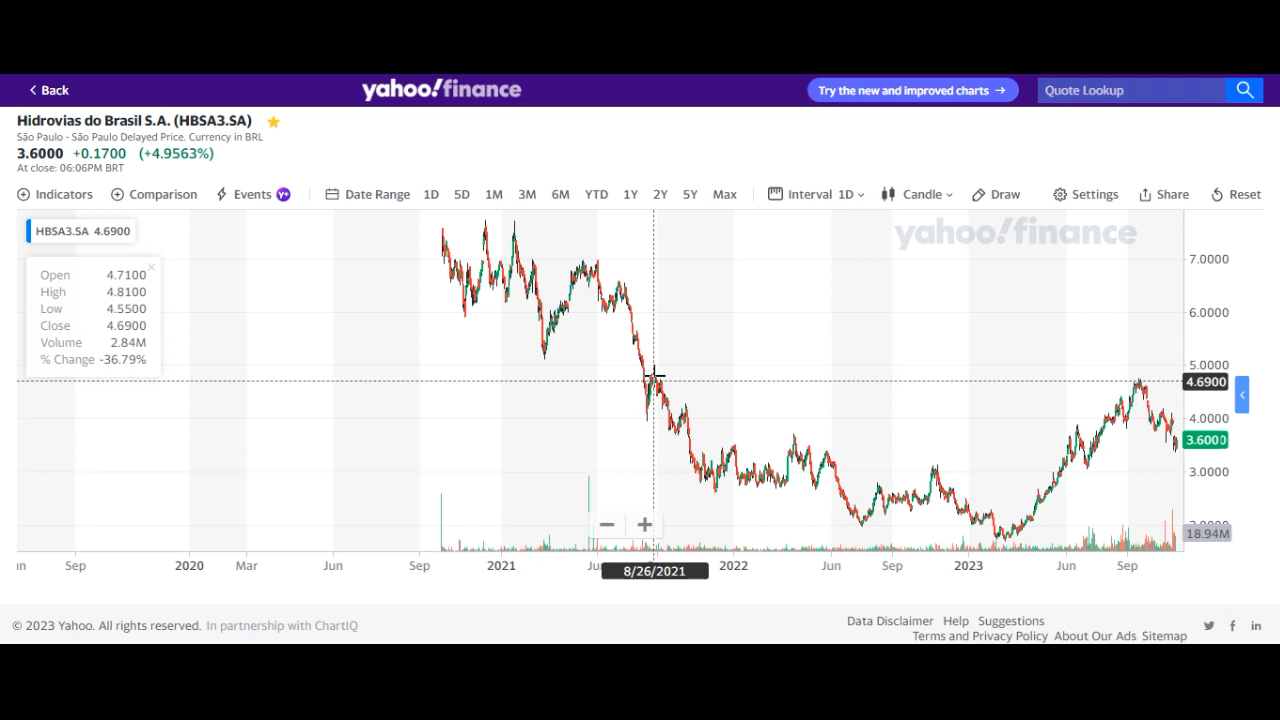 Back
yahoo!finance
Try the new and improved charts →
Quote Lookup
Hidrovias do Brasil S.A. (HBSA3.SA)
São Paulo - São Paulo Delayed Price. Currency in BRL
3.6000 +0.1700 (+4.9563%)
At close: 06:06PM BRT
Indicators Comparison Events y+ Date Range 1D 5D 1M 3M 6M YTD 1Y 2Y 5Y Max Interval 1D Candle Draw Settings Share Reset
HBSA3.SA 4.6900
yahoo!finance
Open 4.7100
High 4.8100
Low 4.5500
Close 4.6900
Volume 2.84M
% Change -36.79%
7.0000
6.0000
5.0000
4.6900
4.0000
3.6000
3.0000
18.94M
Sep 2020 Mar Jun Sep 2021 8/26/2021 2022 Jun Sep 2023 Jun Sep
© 2023 Yahoo. All rights reserved. In partnership with ChartIQ
Data Disclaimer Help Suggestions
Terms and Privacy Policy About Our Ads Sitemap